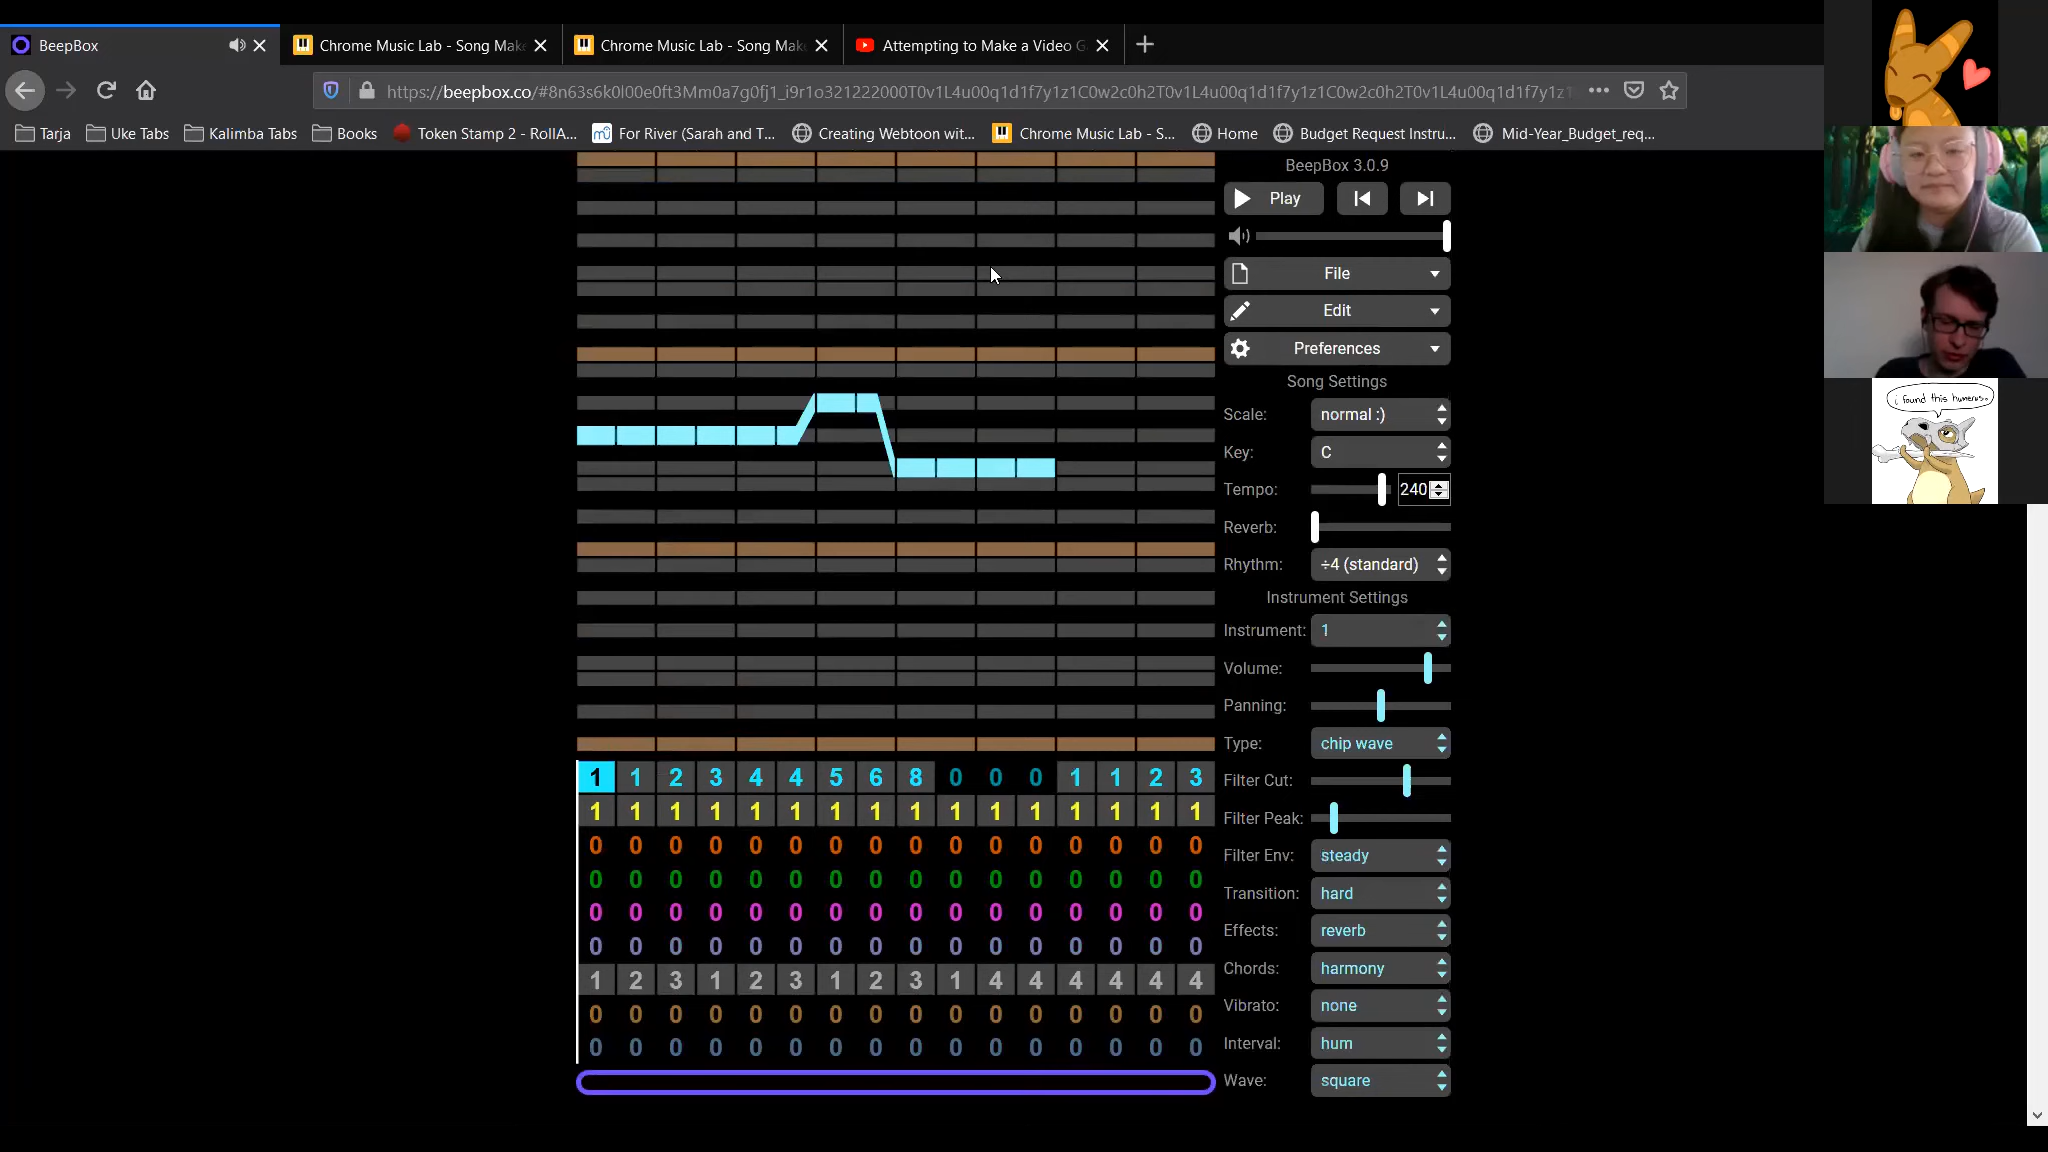 BeepBox
Chrome Music Lab - Song Make
Chrome Music Lab - Song Make
Attempting to Make a Video G
https://beepbox.co/#8n63s6k0l00e0ft3Mm0a7g0fj1_i9r1o321222000T0v1L4u00q1d1f7y1z1C0w2c0h2T0v1L4u00q1d1f7y1z1C0w2c0h2T0v1L4u00q1d1f7y1z1
Tarja
Uke Tabs
Kalimba Tabs
Books
Token Stamp 2 - RollA...
For River (Sarah and T...
Creating Webtoon wit...
Chrome Music Lab - S...
Home
Budget Request Instru...
Mid-Year_Budget_req...
i found this humerus.
BeepBox 3.0.9
Play
File
Edit
Preferences
Song Settings
Scale: normal :)
Key: C
Tempo: 240
Reverb:
Rhythm: ÷4 (standard)
Instrument Settings
Instrument: 1
Volume:
Panning:
Type: chip wave
Filter Cut:
Filter Peak:
Filter Env: steady
Transition: hard
Effects: reverb
Chords: harmony
Vibrato: none
Interval: hum
Wave: square
1 1 2 3 4 4 5 6 8 0 0 0 1 1 2 3
1 1 1 1 1 1 1 1 1 1 1 1 1 1 1 1
0 0 0 0 0 0 0 0 0 0 0 0 0 0 0 0
0 0 0 0 0 0 0 0 0 0 0 0 0 0 0 0
0 0 0 0 0 0 0 0 0 0 0 0 0 0 0 0
0 0 0 0 0 0 0 0 0 0 0 0 0 0 0 0
1 2 3 1 2 3 1 2 3 1 4 4 4 4 4 4
0 0 0 0 0 0 0 0 0 0 0 0 0 0 0 0
0 0 0 0 0 0 0 0 0 0 0 0 0 0 0 0